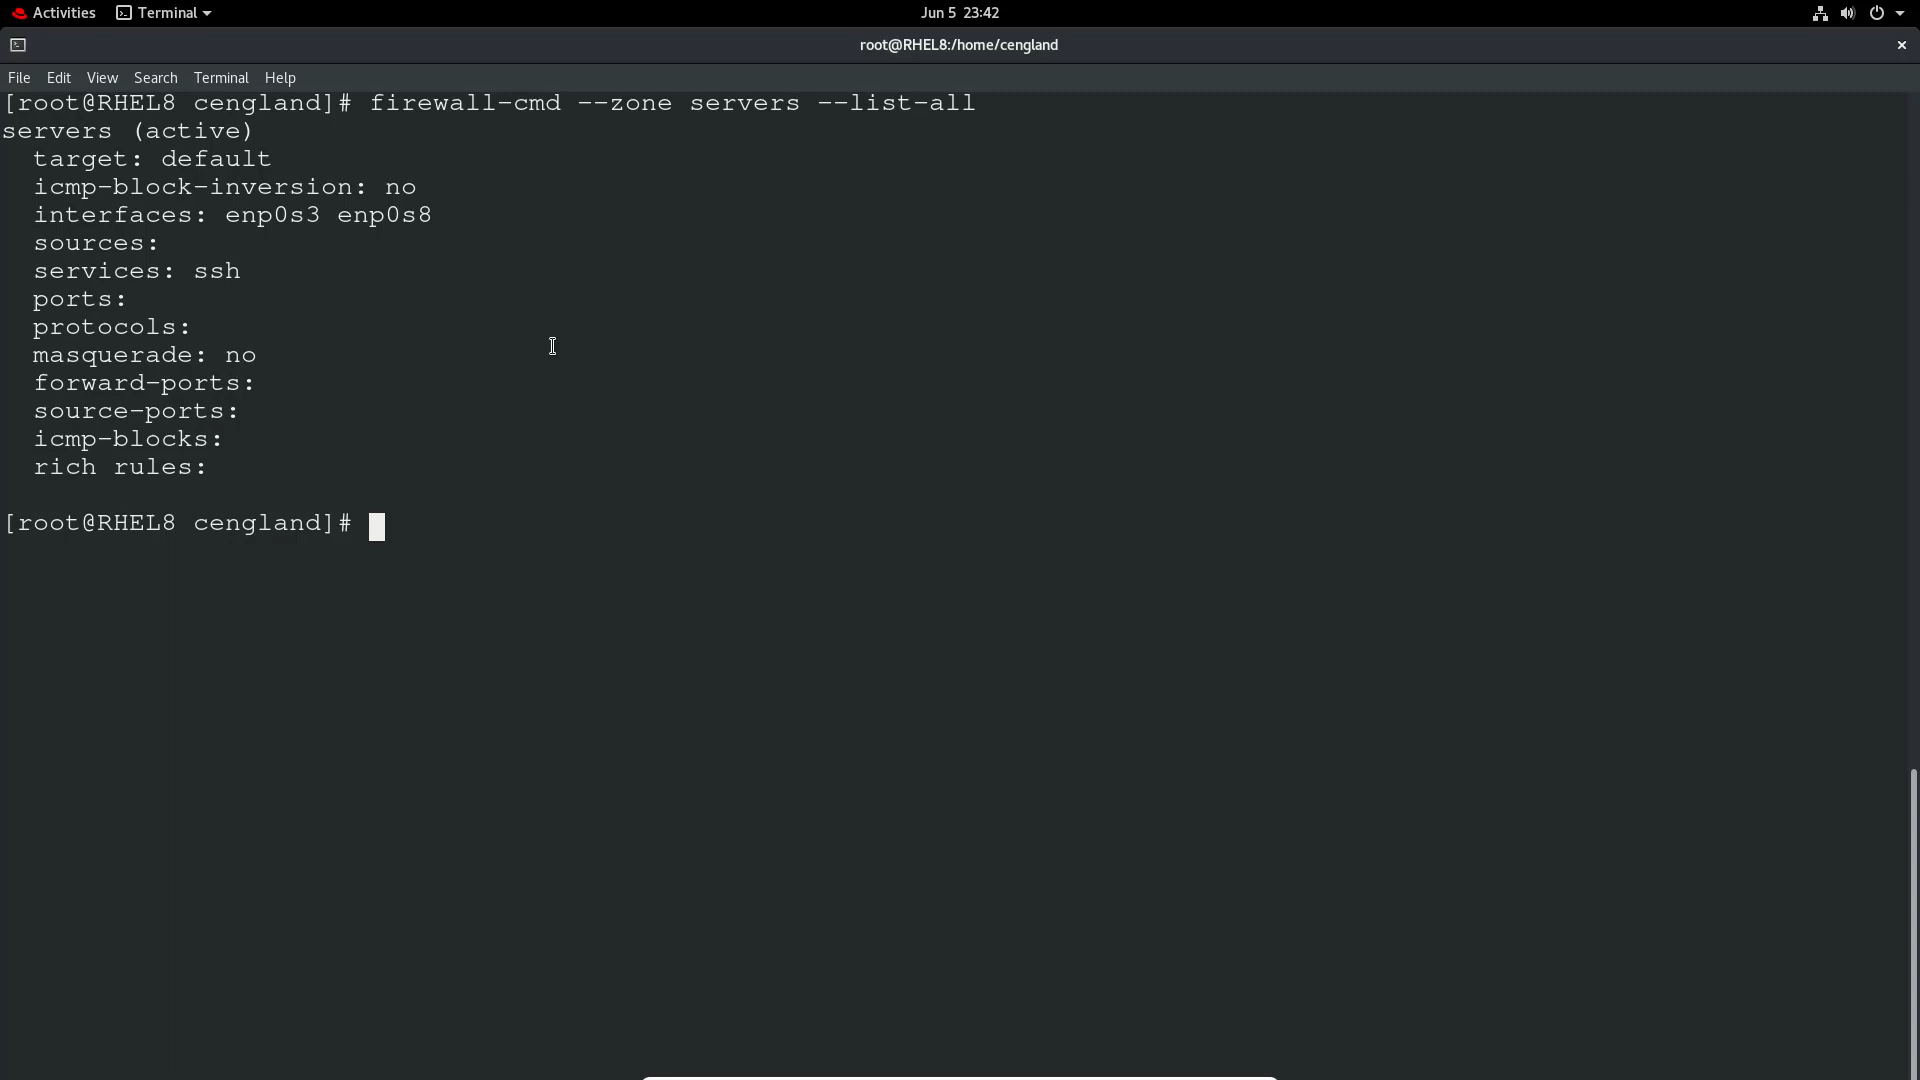 Activities Terminal Jun 5 23:42
root@RHEL8:/home/cengland
File Edit View Search Terminal Help
[root@RHEL8 cengland]# firewall-cmd --zone servers --list-all
servers (active)
  target: default
  icmp-block-inversion: no
  interfaces: enp0s3 enp0s8
  sources:
  services: ssh
  ports:
  protocols:
  masquerade: no
  forward-ports:
  source-ports:
  icmp-blocks:
  rich rules:
[root@RHEL8 cengland]#